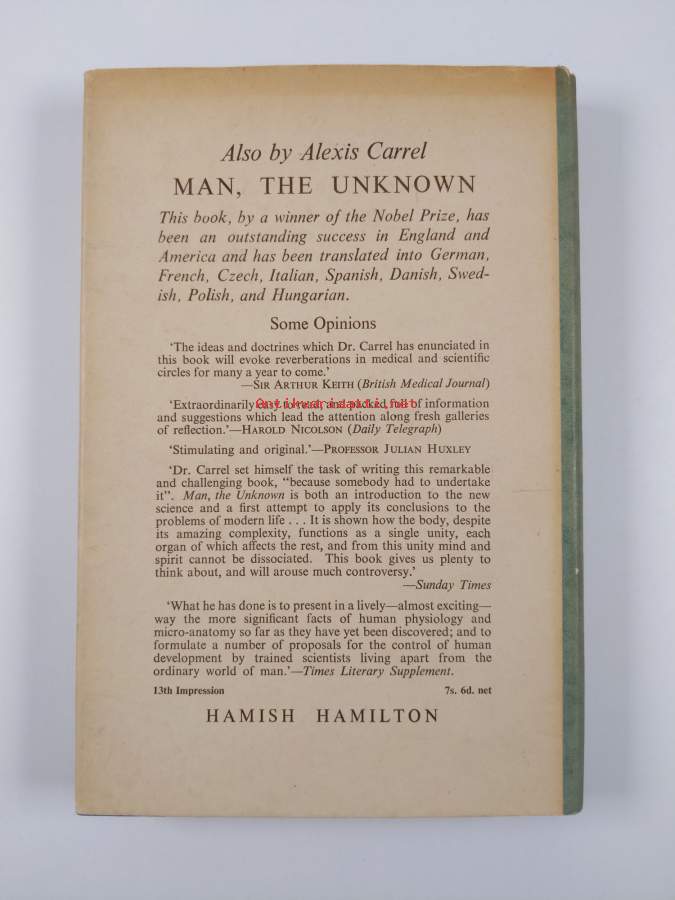 Also by Alexis Carrel
MAN, THE UNKNOWN
This book, by a winner of the Nobel Prize, has
been an outstanding success in England and
America and has been translated into German,
French, Czech, Italian, Spanish, Danish, Swed-
ish, Polish, and Hungarian.
Some Opinions
'The ideas and doctrines which Dr. Carrel has enunciated in
this book will evoke reverberations in medical and scientific
circles for many a year to come.'
—SIR ARTHUR KEITH (British Medical Journal)
'Extraordinarily easy to read, and packed full of information
Antikvariaatti.net
and suggestions which lead the attention along fresh galleries
of reflection.'—HAROLD NICOLSON (Daily Telegraph)
'Stimulating and original.'—PROFESSOR JULIAN HUXLEY
'Dr. Carrel set himself the task of writing this remarkable
and challenging book, "because somebody had to undertake
it". Man, the Unknown is both an introduction to the new
science and a first attempt to apply its conclusions to the
problems of modern life . . . It is shown how the body, despite
its amazing complexity, functions as a single unity, each
organ of which affects the rest, and from this unity mind and
spirit cannot be dissociated. This book gives us plenty to
think about, and will arouse much controversy.'
—Sunday Times
'What he has done is to present in a lively—almost exciting—
way the more significant facts of human physiology and
micro-anatomy so far as they have yet been discovered; and to
formulate a number of proposals for the control of human
development by trained scientists living apart from the
ordinary world of man.'—Times Literary Supplement.
13th Impression 7s. 6d. net
HAMISH HAMILTON